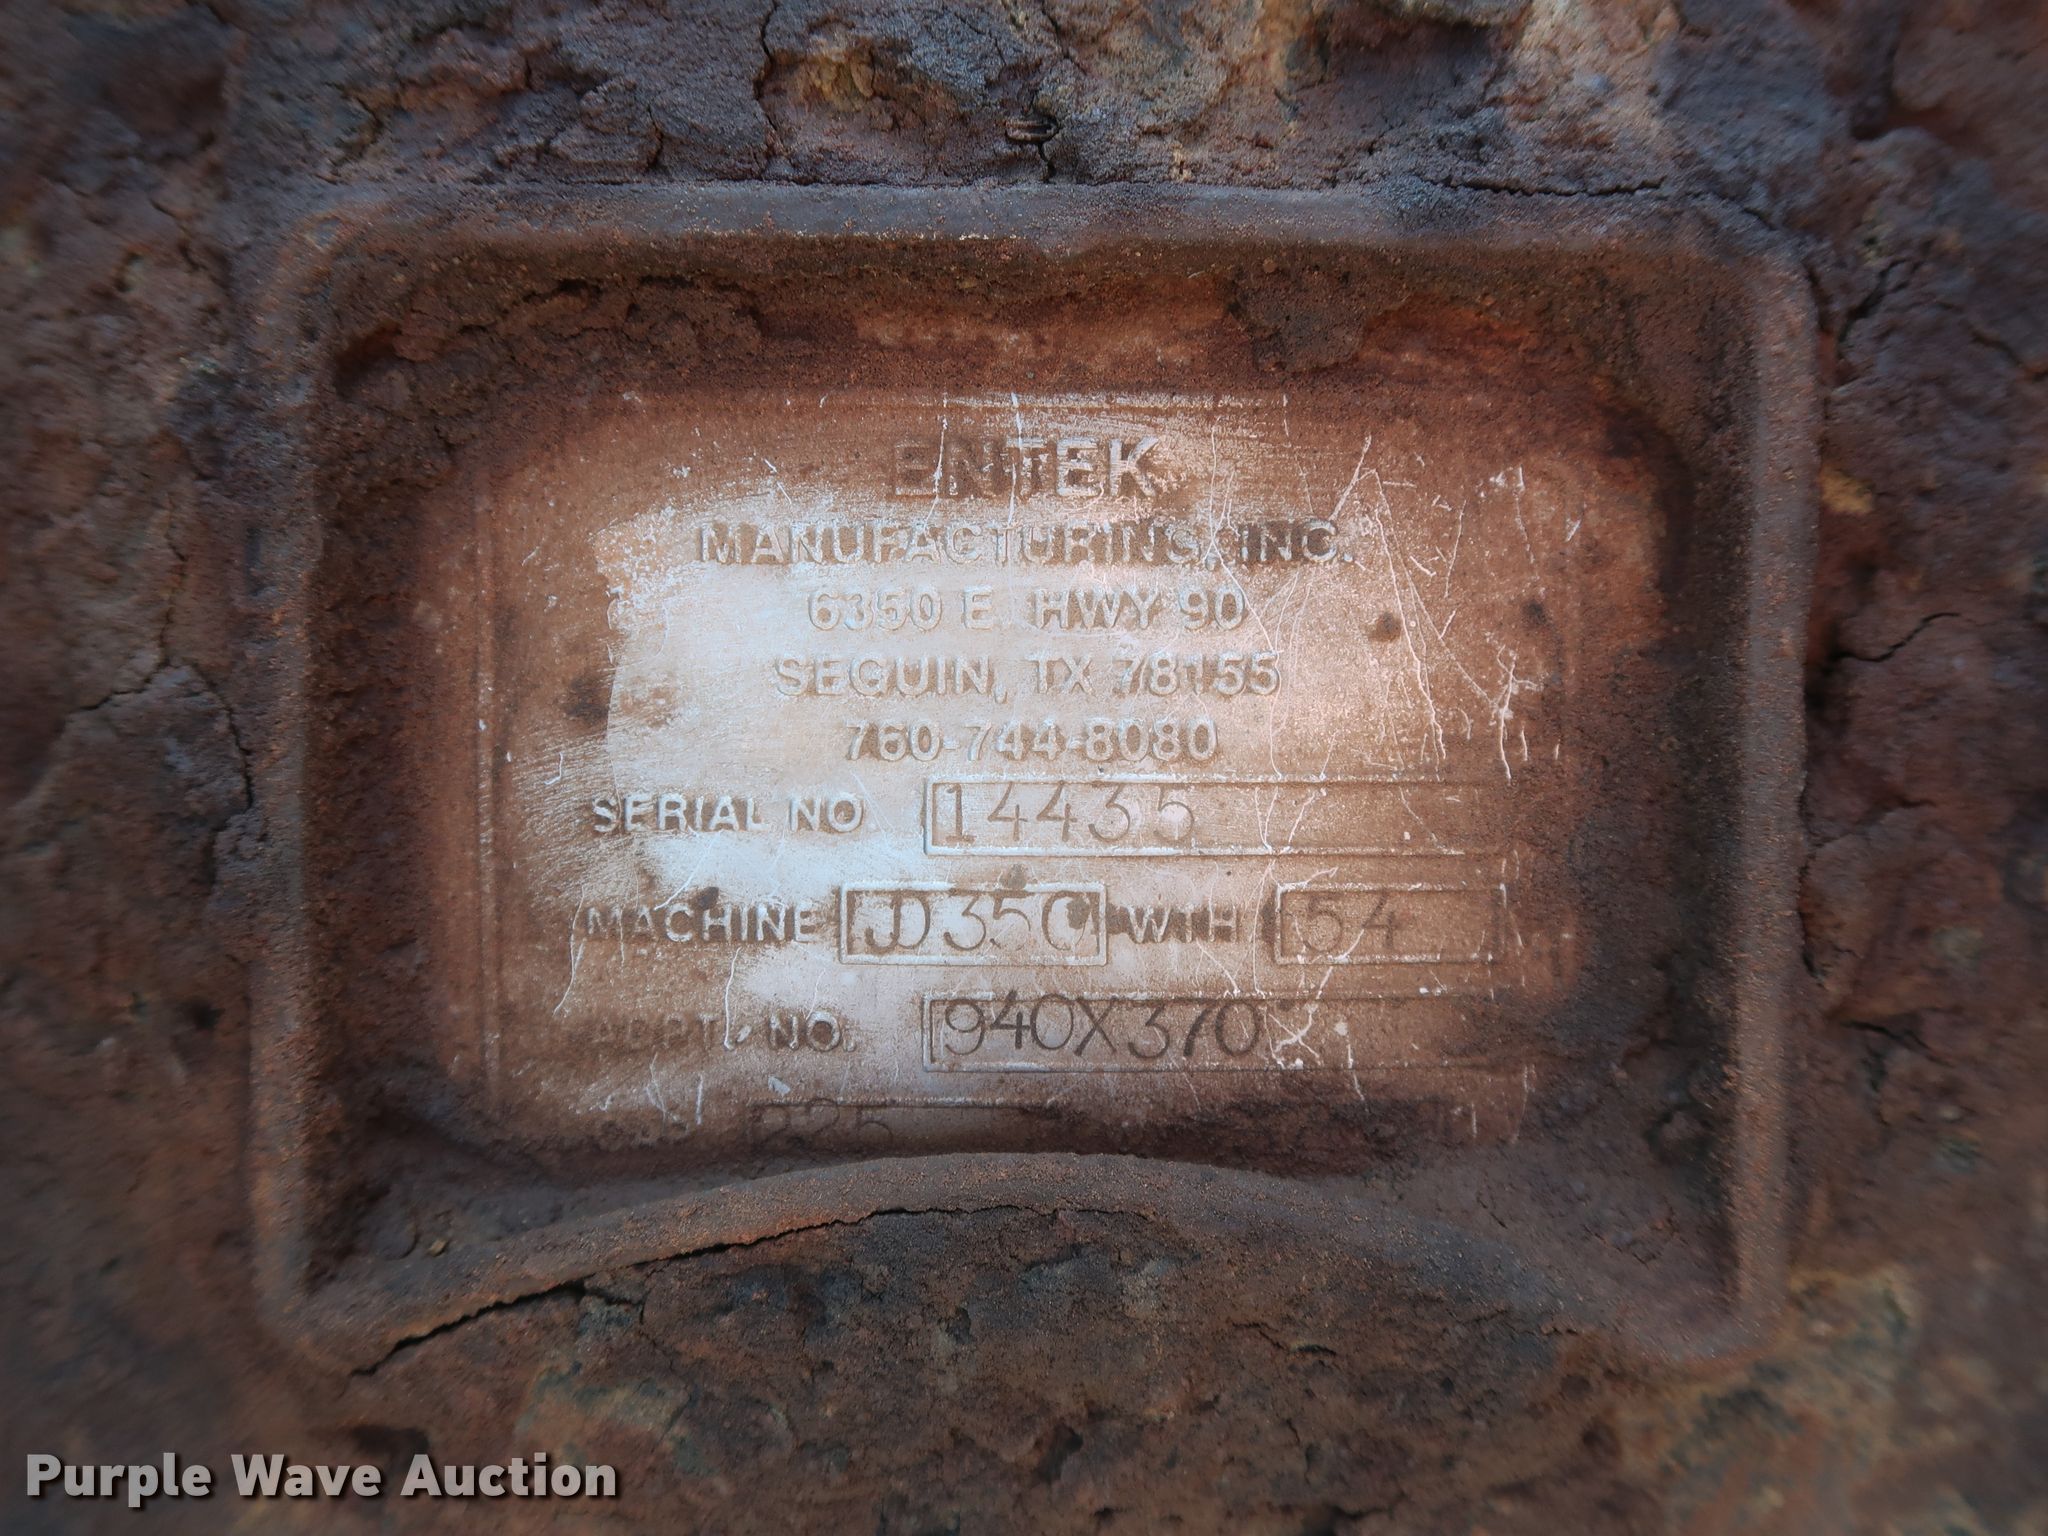 ENTEK
MANUFACTURING, INC.
6350 E. HWY 90
SEGUIN, TX 78155
760-744-8080
SERIAL NO. 14435
MACHINE JD350 WTH 54
NO. 940X370
Purple Wave Auction